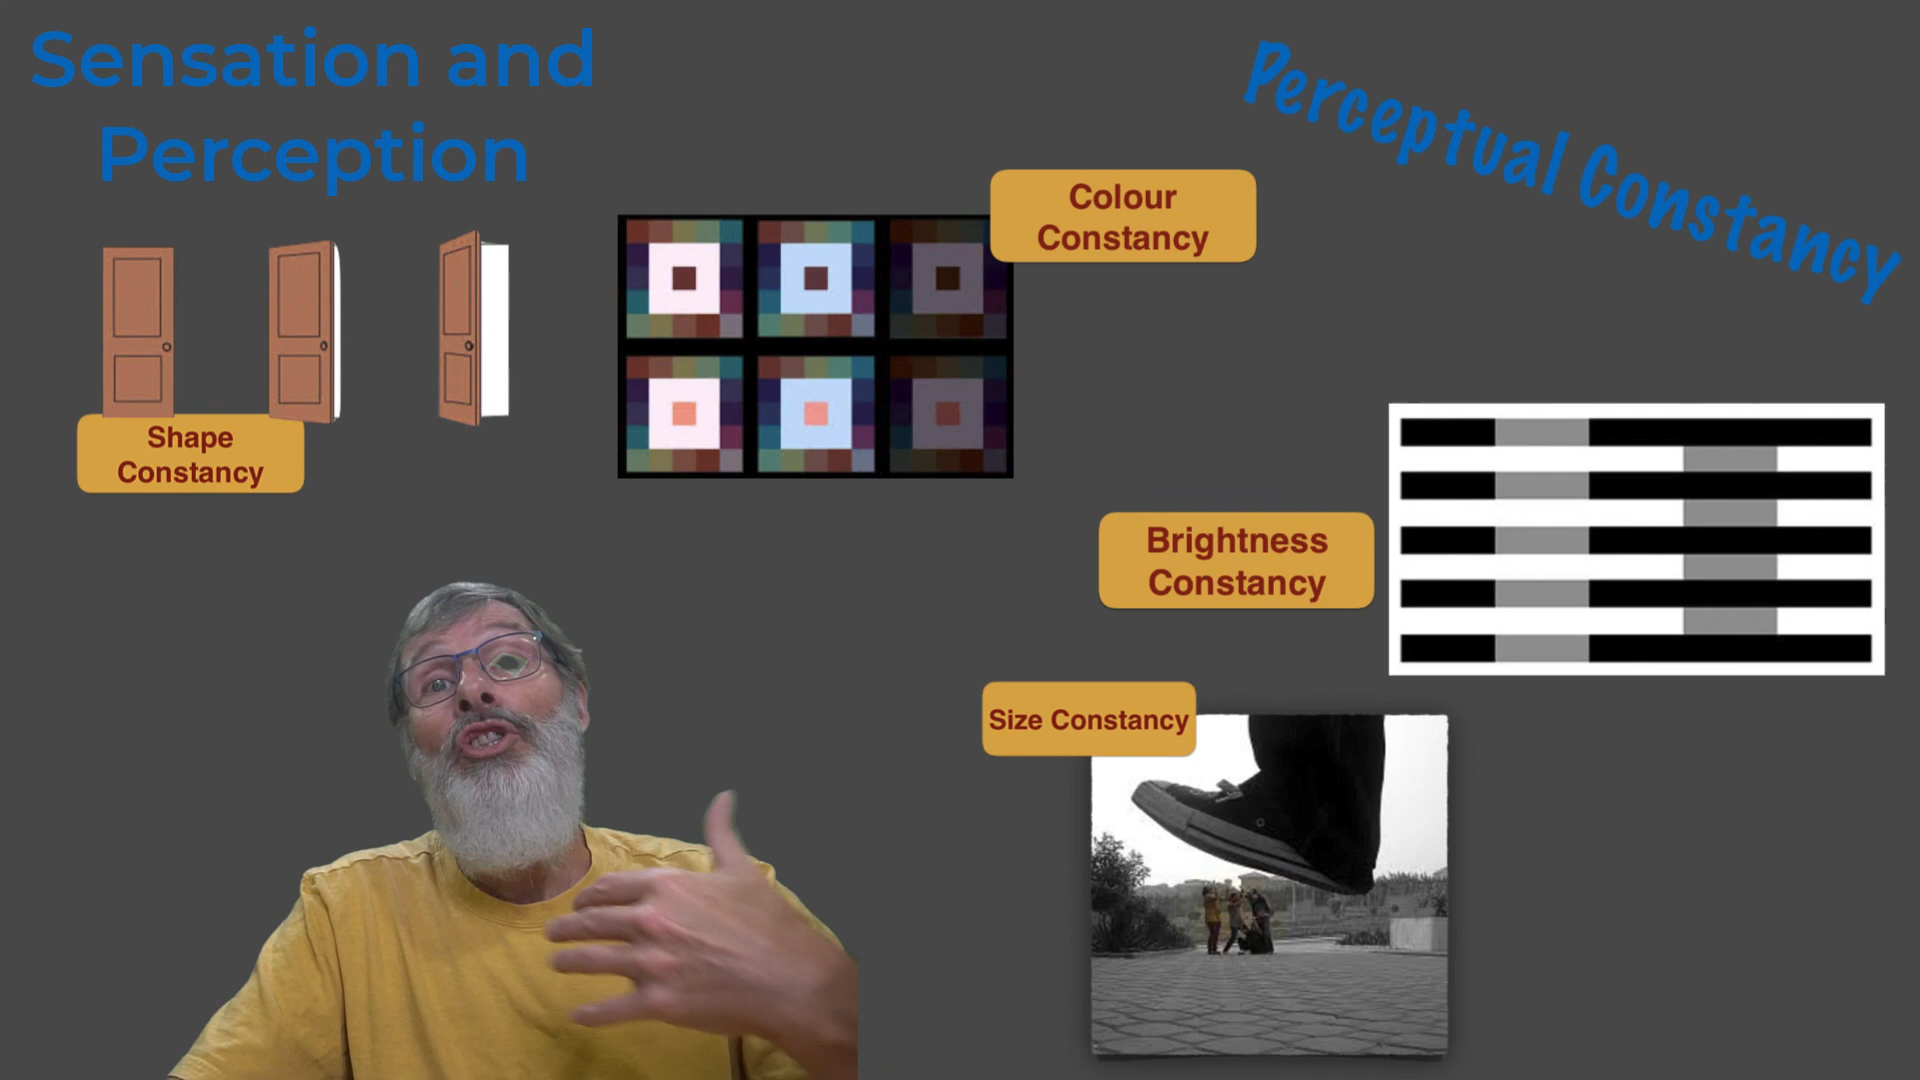 Sensation and
Perception
Perceptual Constancy
Colour
Constancy
Shape
Constancy
Brightness
Constancy
Size Constancy